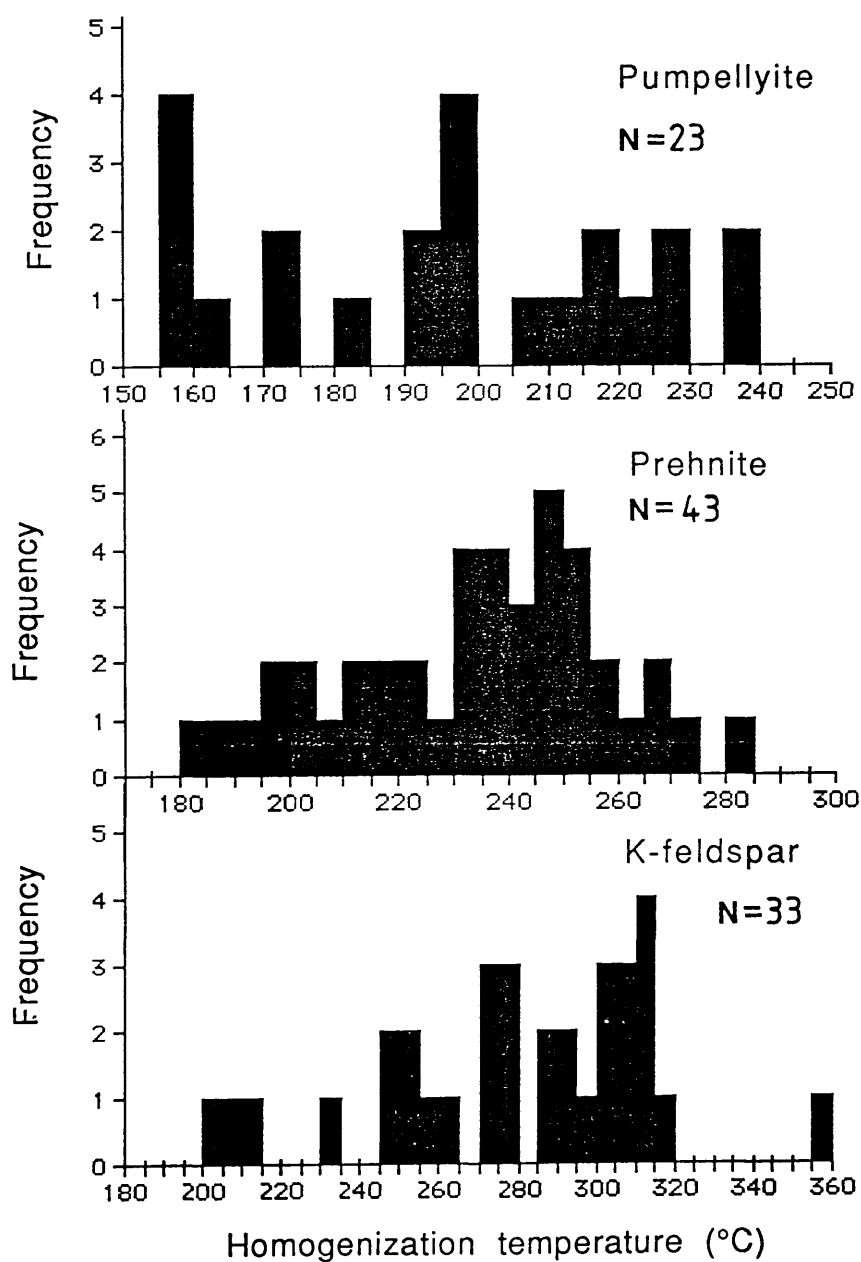 Frequency
5
4
3
2
1
0
Pumpellyite
N=23
150 160 170 180 190 200 210 220 230 240 250
Frequency
6
5
4
3
2
1
0
Prehnite
N=43
180 200 220 240 260 280 300
Frequency
5
4
3
2
1
0
K-feldspar
N=33
180 200 220 240 260 280 300 320 340 360
Homogenization temperature (°C)